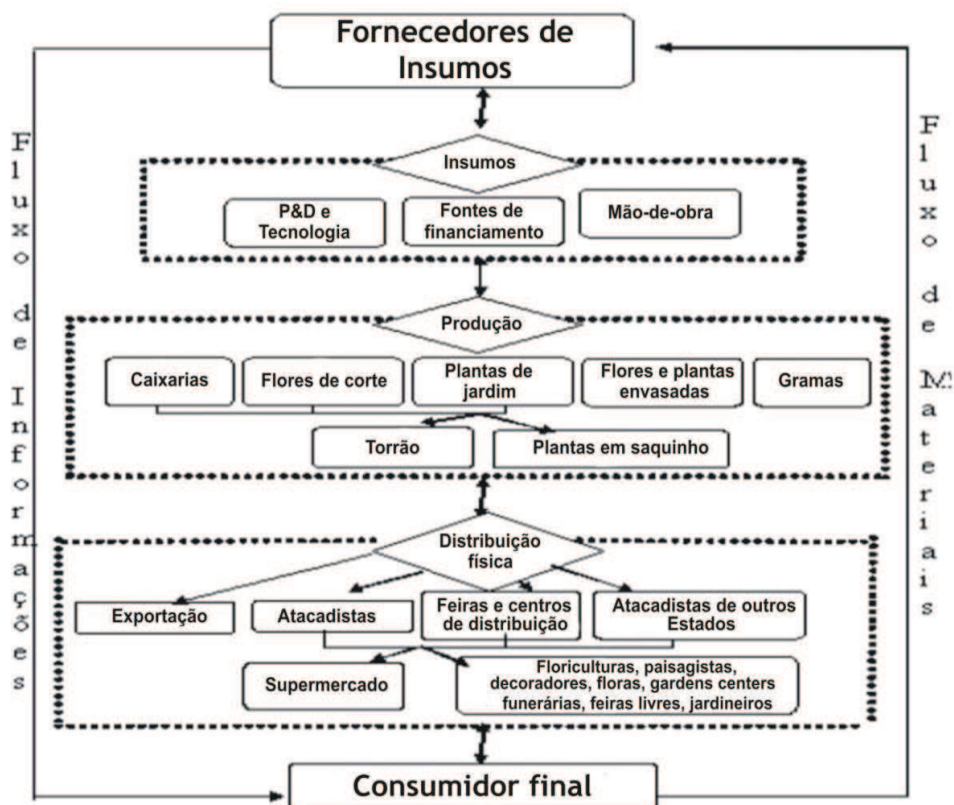 Fornecedores de
Insumos
Insumos
P&D e
Tecnologia
Fontes de
financiamento
Mão-de-obra
Produção
Caixarias
Flores de corte
Plantas de
jardim
Flores e plantas
envasadas
Gramas
Torrão
Plantas em saquinho
Distribuição
física
Exportação
Atacadistas
Feiras e centros
de distribuição
Atacadistas de outros
Estados
Supermercado
Floriculturas, paisagistas,
decoradores, floras, gardens centers
funerárias, feiras livres, jardineiros
Consumidor final
Fluxo de Informações
Fluxo de Materiais